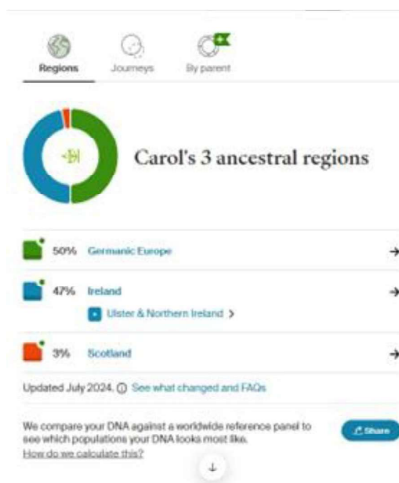 Regions Journeys By parent
Carol's 3 ancestral regions
50% Germanic Europe
47% Ireland
Ulster & Northern Ireland
3% Scotland
Updated July 2024. See what changed and FAQs
We compare your DNA against a worldwide reference panel to
see which populations your DNA looks most like.
How do we calculate this?
Share